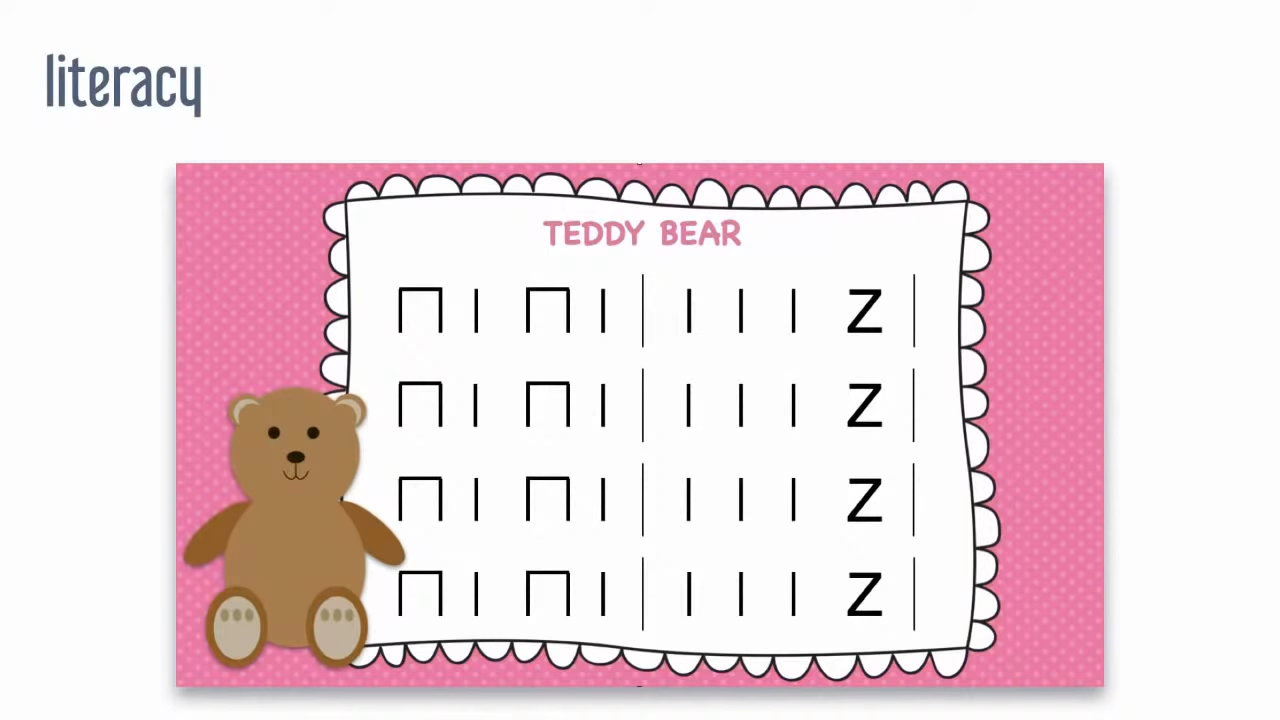 literacy
TEDDY BEAR
⊓ | ⊓ | | | | | Z |
⊓ | ⊓ | | | | | Z |
⊓ | ⊓ | | | | | Z |
⊓ | ⊓ | | | | | Z |